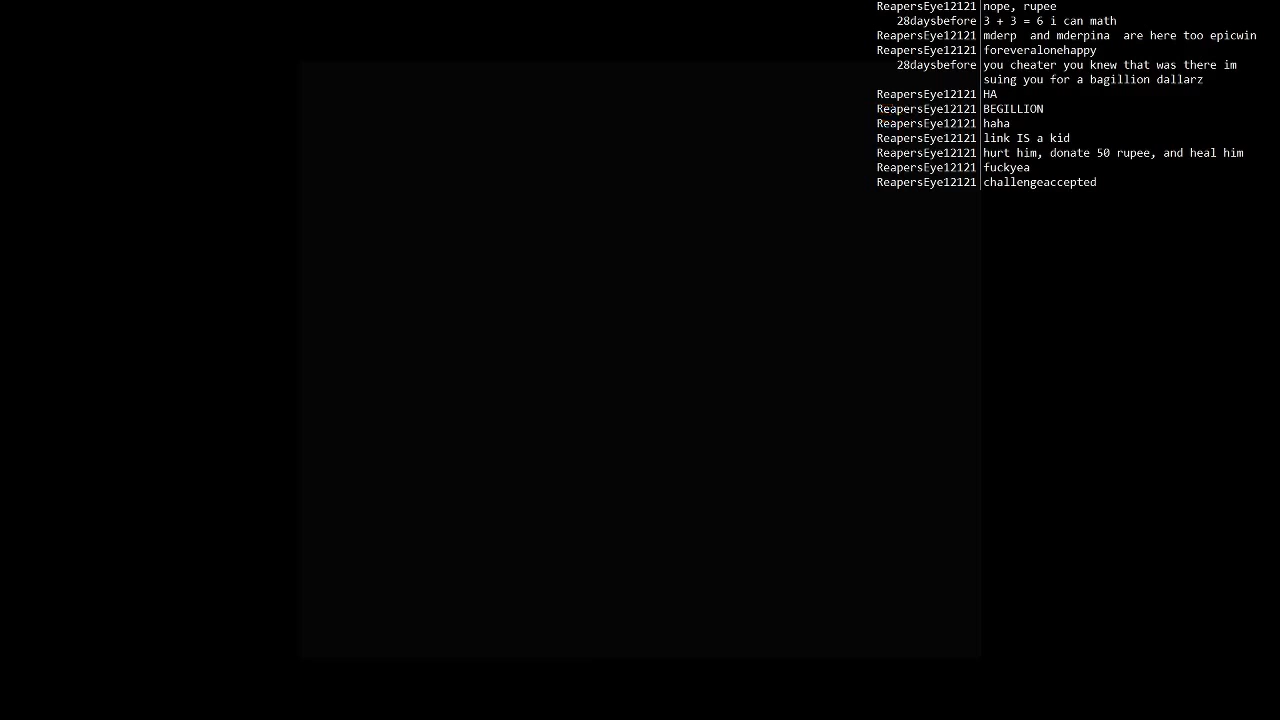 ReapersEye12121 nope, rupee
28daysbefore 3 + 3 = 6 i can math
ReapersEye12121 mderp  and mderpina  are here too epicwin
ReapersEye12121 foreveralonehappy
28daysbefore you cheater you knew that was there im
suing you for a bagillion dallarz
ReapersEye12121 HA
ReapersEye12121 BEGILLION
ReapersEye12121 haha
ReapersEye12121 link IS a kid
ReapersEye12121 hurt him, donate 50 rupee, and heal him
ReapersEye12121 fuckyea
ReapersEye12121 challengeaccepted